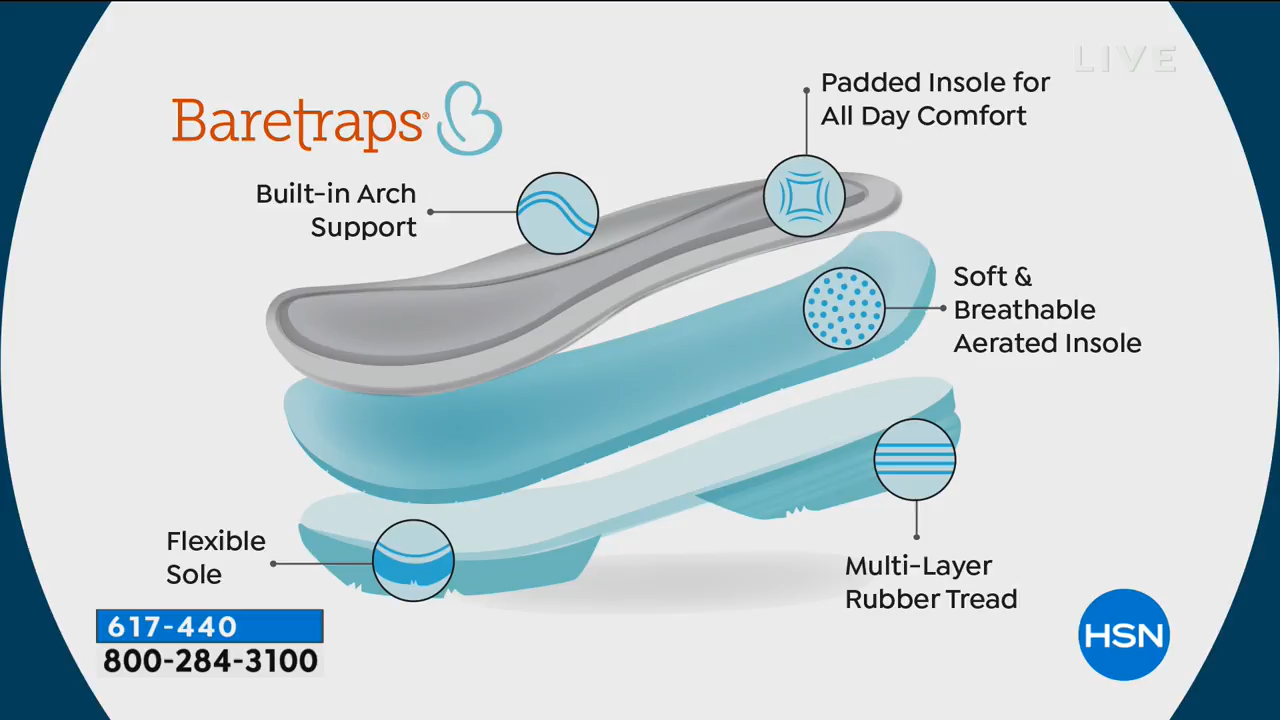 LIVE
Baretraps®
Padded Insole for
All Day Comfort
Built-in Arch
Support
Soft &
Breathable
Aerated Insole
Flexible
Sole
Multi-Layer
Rubber Tread
617-440
800-284-3100
HSN